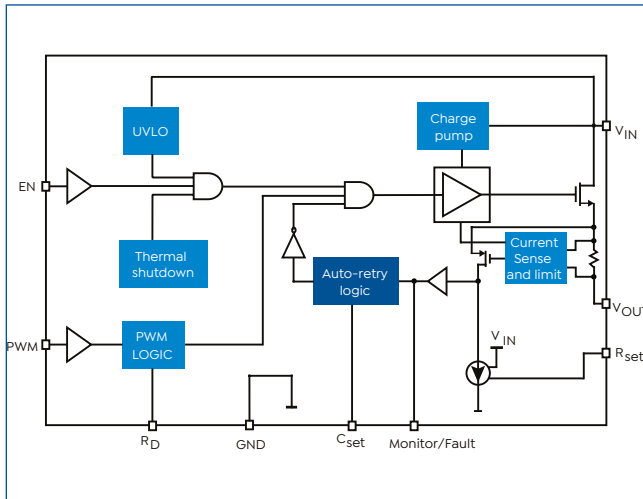 UVLO
Charge
pump
VIN
EN
Thermal
shutdown
Auto-retry
logic
Current
Sense
and limit
VOUT
PWM
PWM
LOGIC
VIN
Rset
RD
GND
Cset
Monitor/Fault